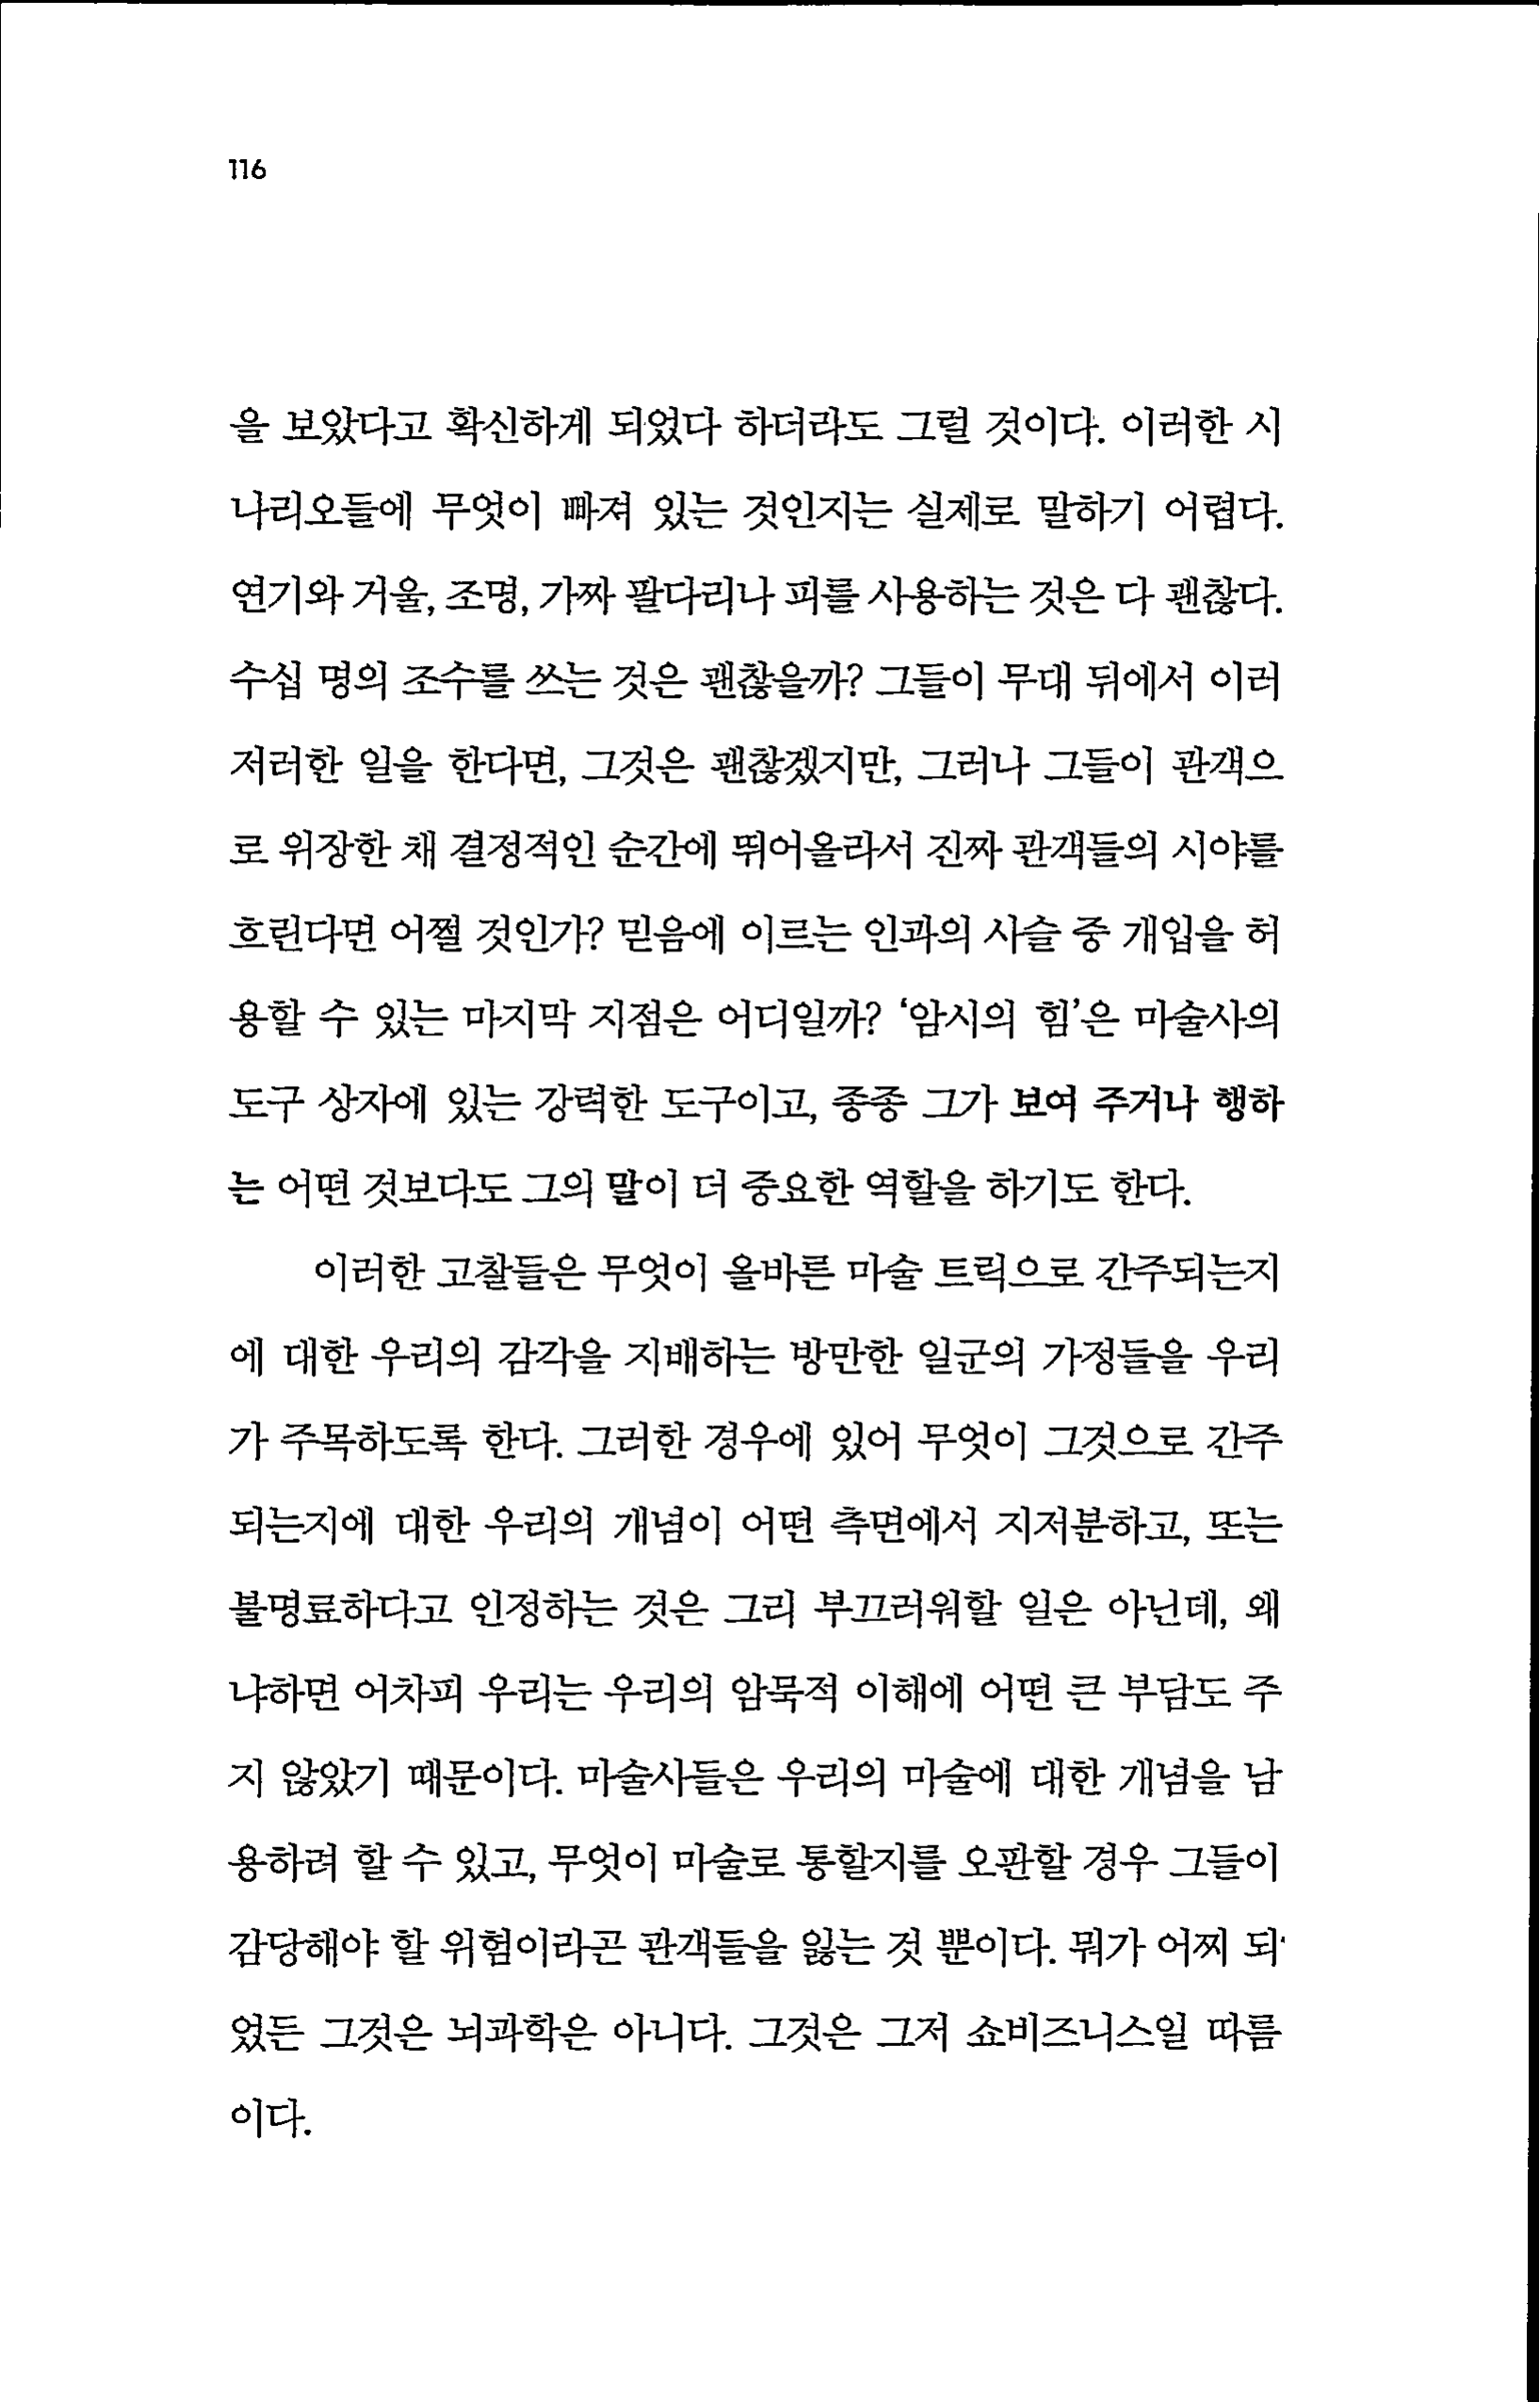 116
을 보았다고 확신하게 되었다 하더라도 그럴 것이다. 이러한 시
나리오들에 무엇이 빠져 있는 것인지는 실제로 말하기 어렵다.
연기와 거울, 조명, 가짜 팔다리나 피를 사용하는 것은 다 괜찮다.
수십 명의 조수를 쓰는 것은 괜찮을까? 그들이 무대 뒤에서 이러
저러한 일을 한다면, 그것은 괜찮겠지만, 그러나 그들이 관객으
로 위장한 채 결정적인 순간에 뛰어올라서 진짜 관객들의 시야를
흐린다면 어쩔 것인가? 믿음에 이르는 인과의 사슬 중 개입을 허
용할 수 있는 마지막 지점은 어디일까? ‘암시의 힘’은 마술사의
도구 상자에 있는 강력한 도구이고, 종종 그가 보여 주거나 행하
는 어떤 것보다도 그의 말이 더 중요한 역할을 하기도 한다.
이러한 고찰들은 무엇이 올바른 마술 트릭으로 간주되는지
에 대한 우리의 감각을 지배하는 방만한 일군의 가정들을 우리
가 주목하도록 한다. 그러한 경우에 있어 무엇이 그것으로 간주
되는지에 대한 우리의 개념이 어떤 측면에서 지저분하고, 또는
불명료하다고 인정하는 것은 그리 부끄러워할 일은 아닌데, 왜
냐하면 어차피 우리는 우리의 암묵적 이해에 어떤 큰 부담도 주
지 않았기 때문이다. 마술사들은 우리의 마술에 대한 개념을 남
용하려 할 수 있고, 무엇이 마술로 통할지를 오판할 경우 그들이
감당해야 할 위험이라곤 관객들을 잃는 것 뿐이다. 뭐가 어찌 되
었든 그것은 뇌과학은 아니다. 그것은 그저 쇼비즈니스일 따름
이다.